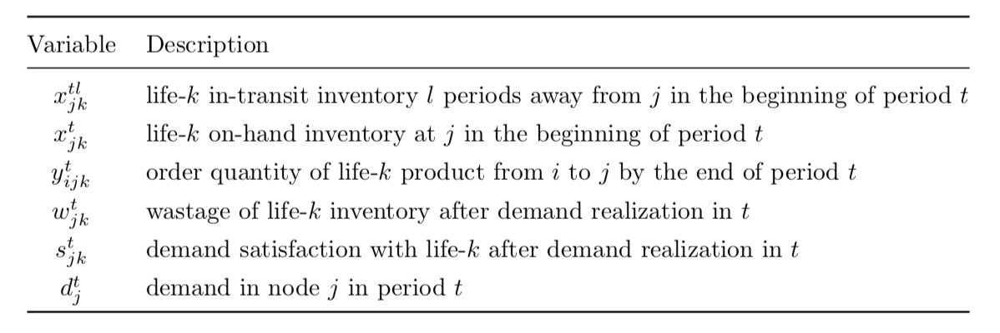 Variable Description
$x_{jk}^{tl}$ life-$k$ in-transit inventory $l$ periods away from $j$ in the beginning of period $t$
$x_{jk}^{t}$ life-$k$ on-hand inventory at $j$ in the beginning of period $t$
$y_{ijk}^{t}$ order quantity of life-$k$ product from $i$ to $j$ by the end of period $t$
$w_{jk}^{t}$ wastage of life-$k$ inventory after demand realization in $t$
$s_{jk}^{t}$ demand satisfaction with life-$k$ after demand realization in $t$
$d_{j}^{t}$ demand in node $j$ in period $t$